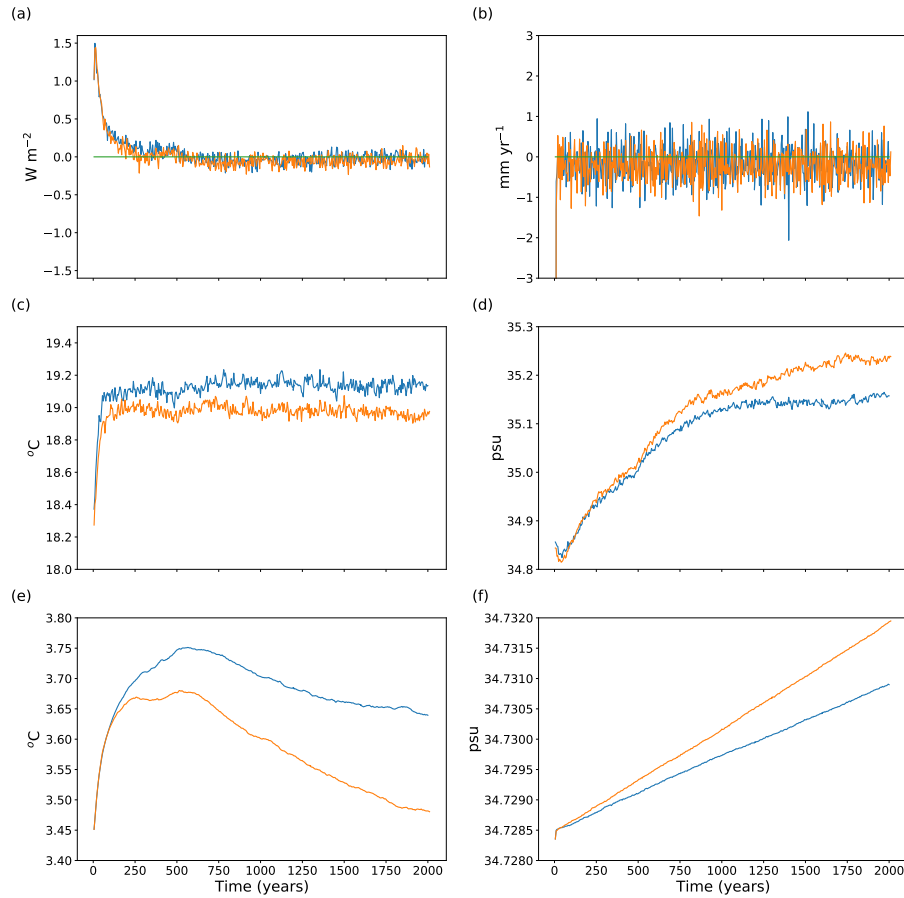 (a)
(b)
1.5
1.0
0.5
0.0
−0.5
−1.0
−1.5
W m−2
3
2
1
0
−1
−2
−3
mm yr−1
(c)
(d)
19.4
19.2
19.0
18.8
18.6
18.4
18.2
18.0
oC
35.3
35.2
35.1
35.0
34.9
34.8
psu
(e)
(f)
3.80
3.75
3.70
3.65
3.60
3.55
3.50
3.45
3.40
oC
34.7320
34.7315
34.7310
34.7305
34.7300
34.7295
34.7290
34.7285
34.7280
psu
0 250 500 750 1000 1250 1500 1750 2000
Time (years)
0 250 500 750 1000 1250 1500 1750 2000
Time (years)